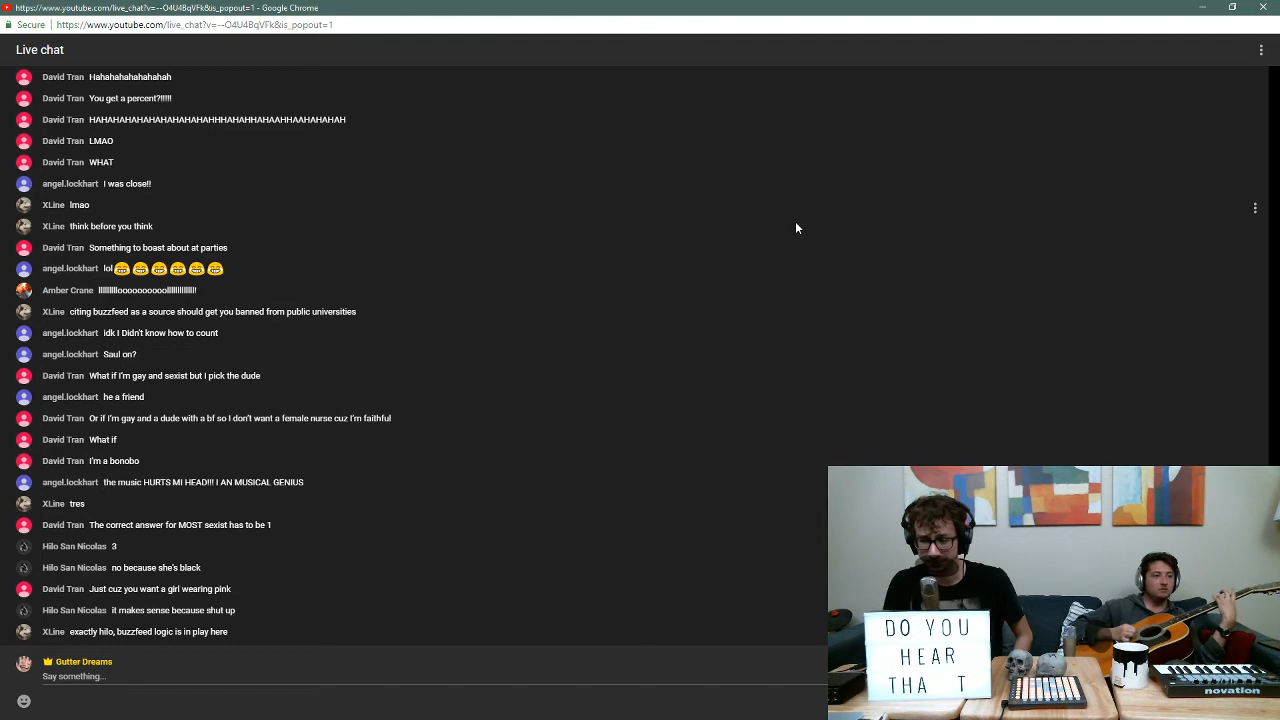 https://www.youtube.com/live_chat?v=--O4U4BqVFk&is_popout=1 - Google Chrome
Secure https://www.youtube.com/live_chat?v=--O4U4BqVFk&is_popout=1
Live chat
David Tran Hahahahahahahahah
David Tran You get a percent?!!!!!
David Tran HAHAHAHAHAHAHAHAHAHAHHHAHAHHAHAAHHAAHAHAHAH
David Tran LMAO
David Tran WHAT
angel.lockhart I was close!!
XLine lmao
XLine think before you think
David Tran Something to boast about at parties
angel.lockhart lol😂😂😂😂😂😂
Amber Crane lllllllllloooooooooollllllllllllllll!
XLine citing buzzfeed as a source should get you banned from public universities
angel.lockhart idk I Didn't know how to count
angel.lockhart Saul on?
David Tran What if I'm gay and sexist but I pick the dude
angel.lockhart he a friend
David Tran Or if I'm gay and a dude with a bf so I don't want a female nurse cuz I'm faithful
David Tran What if
David Tran I'm a bonobo
angel.lockhart the music HURTS MI HEAD!!! I AN MUSICAL GENIUS
XLine tres
David Tran The correct answer for MOST sexist has to be 1
Hilo San Nicolas 3
Hilo San Nicolas no because she's black
David Tran Just cuz you want a girl wearing pink
Hilo San Nicolas it makes sense because shut up
XLine exactly hilo, buzzfeed logic is in play here
Gutter Dreams
Say something...
DO YOU
HEAR
THA T
novation